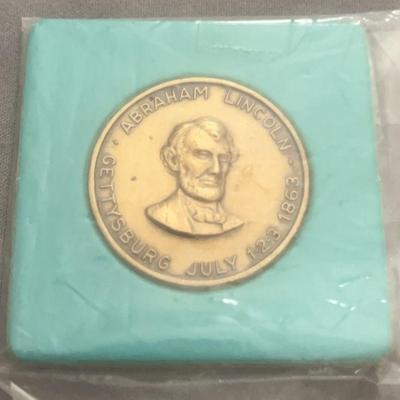 · ABRAHAM LINCOLN ·
GETTYSBURG JULY 1·2·3 1863